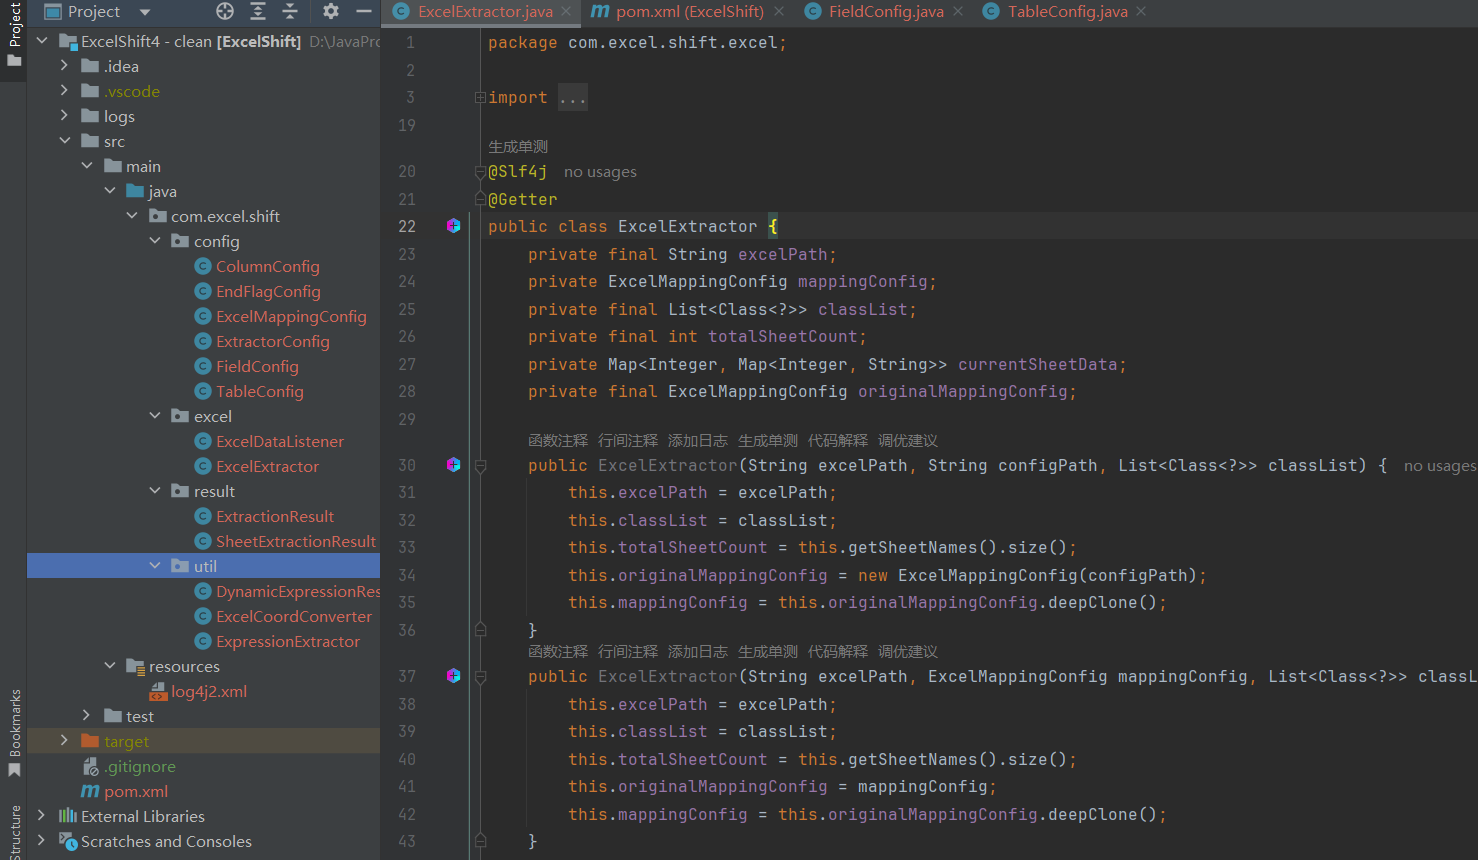 Project
Bookmarks
Structure
Project
ExcelShift4 - clean [ExcelShift] D:\JavaPro
.idea
.vscode
logs
src
main
java
com.excel.shift
config
ColumnConfig
EndFlagConfig
ExcelMappingConfig
ExtractorConfig
FieldConfig
TableConfig
excel
ExcelDataListener
ExcelExtractor
result
ExtractionResult
SheetExtractionResult
util
DynamicExpressionRes
ExcelCoordConverter
ExpressionExtractor
resources
log4j2.xml
test
target
.gitignore
pom.xml
External Libraries
Scratches and Consoles
ExcelExtractor.java pom.xml (ExcelShift) FieldConfig.java TableConfig.java
1 package com.excel.shift.excel;
2
3 import ...
19
生成单测
20 @Slf4j no usages
21 @Getter
22 public class ExcelExtractor {
23 private final String excelPath;
24 private ExcelMappingConfig mappingConfig;
25 private final List<Class<?>> classList;
26 private final int totalSheetCount;
27 private Map<Integer, Map<Integer, String>> currentSheetData;
28 private final ExcelMappingConfig originalMappingConfig;
29
函数注释 行间注释 添加日志 生成单测 代码解释 调优建议
30 public ExcelExtractor(String excelPath, String configPath, List<Class<?>> classList) { no usages
31 this.excelPath = excelPath;
32 this.classList = classList;
33 this.totalSheetCount = this.getSheetNames().size();
34 this.originalMappingConfig = new ExcelMappingConfig(configPath);
35 this.mappingConfig = this.originalMappingConfig.deepClone();
36 }
函数注释 行间注释 添加日志 生成单测 代码解释 调优建议
37 public ExcelExtractor(String excelPath, ExcelMappingConfig mappingConfig, List<Class<?>> classL
38 this.excelPath = excelPath;
39 this.classList = classList;
40 this.totalSheetCount = this.getSheetNames().size();
41 this.originalMappingConfig = mappingConfig;
42 this.mappingConfig = this.originalMappingConfig.deepClone();
43 }